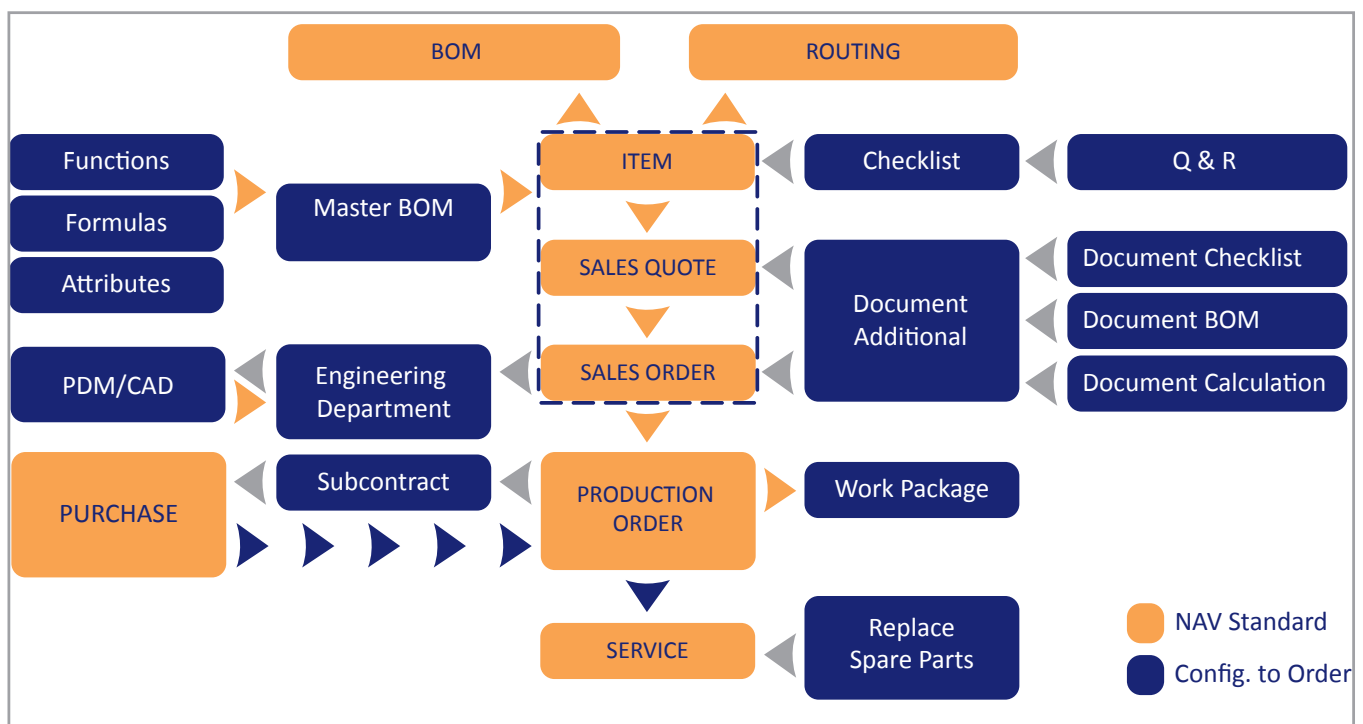 BOM
ROUTING
Functions
ITEM
Checklist
Q & R
Master BOM
Formulas
Attributes
SALES QUOTE
Document
Additional
Document Checklist
Document BOM
Document Calculation
PDM/CAD
Engineering
Department
SALES ORDER
PURCHASE
Subcontract
PRODUCTION
ORDER
Work Package
SERVICE
Replace
Spare Parts
NAV Standard
Config. to Order